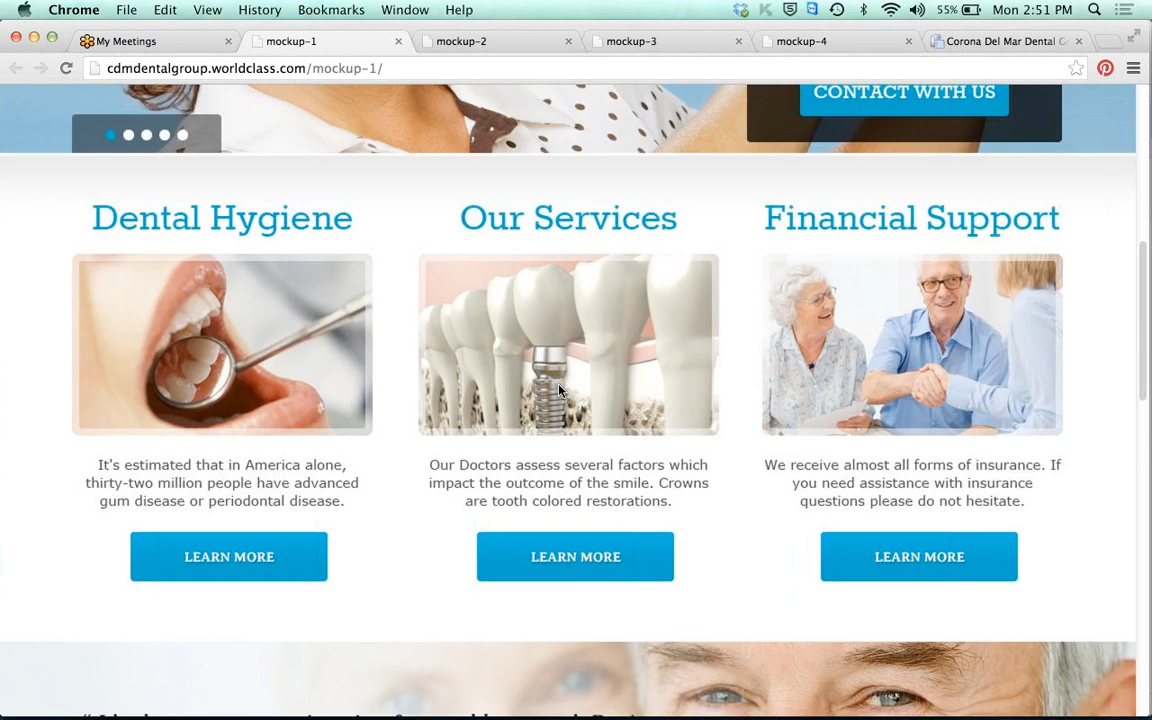 Chrome File Edit View History Bookmarks Window Help 55% Mon 2:51 PM
My Meetings mockup-1 mockup-2 mockup-3 mockup-4 Corona Del Mar Dental
cdmdentalgroup.worldclass.com/mockup-1/
CONTACT WITH US
Dental Hygiene Our Services Financial Support
It's estimated that in America alone,
thirty-two million people have advanced
gum disease or periodontal disease.
Our Doctors assess several factors which
impact the outcome of the smile. Crowns
are tooth colored restorations.
We receive almost all forms of insurance. If
you need assistance with insurance
questions please do not hesitate.
LEARN MORE LEARN MORE LEARN MORE